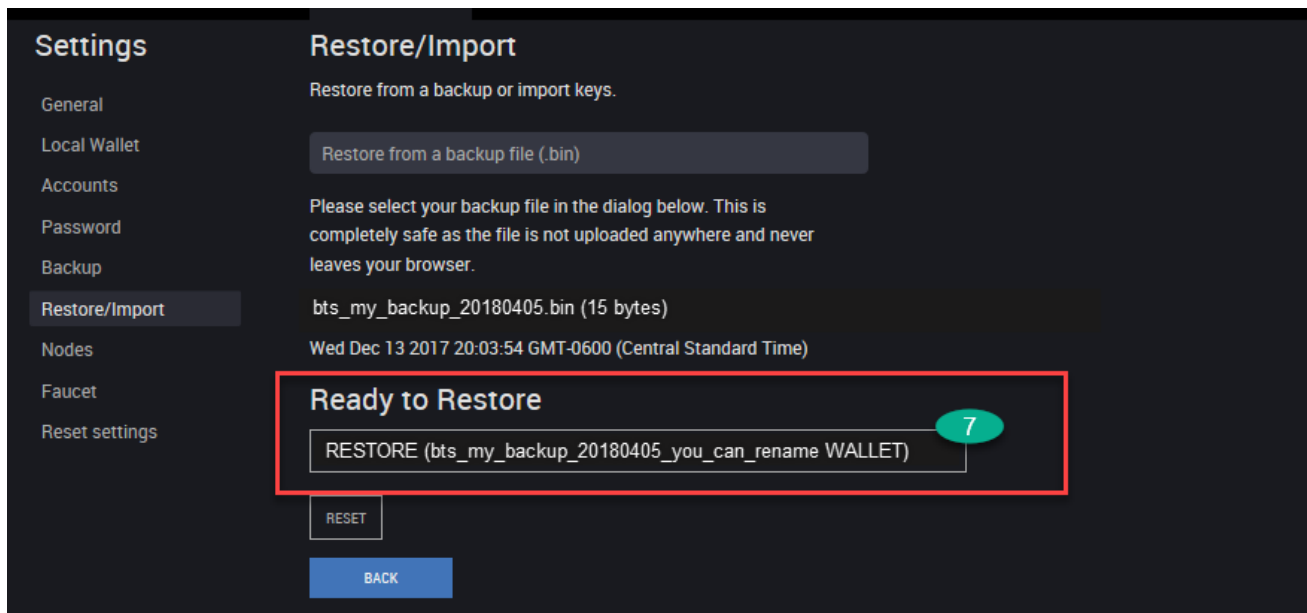 Settings
General
Local Wallet
Accounts
Password
Backup
Restore/Import
Nodes
Faucet
Reset settings
Restore/Import
Restore from a backup or import keys.
Restore from a backup file (.bin)
Please select your backup file in the dialog below. This is
completely safe as the file is not uploaded anywhere and never
leaves your browser.
bts_my_backup_20180405.bin (15 bytes)
Wed Dec 13 2017 20:03:54 GMT-0600 (Central Standard Time)
Ready to Restore
7
RESTORE (bts_my_backup_20180405_you_can_rename WALLET)
RESET
BACK